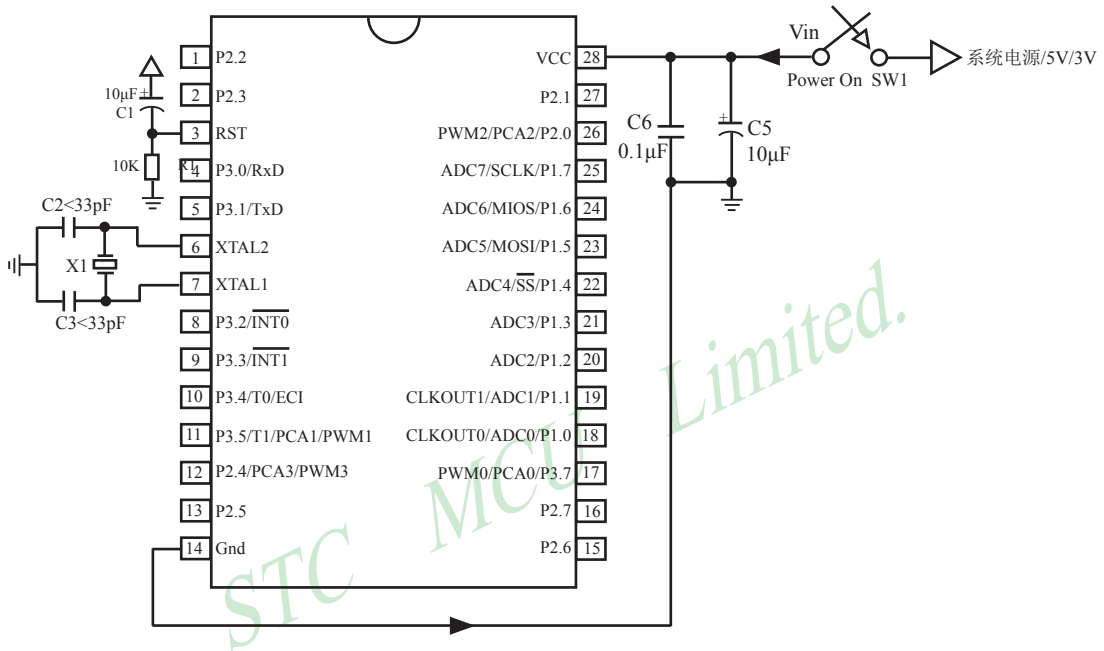 1 P2.2
2 P2.3
3 RST
4 P3.0/RxD
5 P3.1/TxD
6 XTAL2
7 XTAL1
8 P3.2/INT0
9 P3.3/INT1
10 P3.4/T0/ECI
11 P3.5/T1/PCA1/PWM1
12 P2.4/PCA3/PWM3
13 P2.5
14 Gnd
VCC 28
P2.1 27
PWM2/PCA2/P2.0 26
ADC7/SCLK/P1.7 25
ADC6/MIOS/P1.6 24
ADC5/MOSI/P1.5 23
ADC4/SS/P1.4 22
ADC3/P1.3 21
ADC2/P1.2 20
CLKOUT1/ADC1/P1.1 19
CLKOUT0/ADC0/P1.0 18
PWM0/PCA0/P3.7 17
P2.7 16
P2.6 15
10μF+
C1
10K R1
C2<33pF
X1
C3<33pF
Vin
Power On SW1
系统电源/5V/3V
C6
0.1μF
+
C5
10μF
STC MCU Limited.